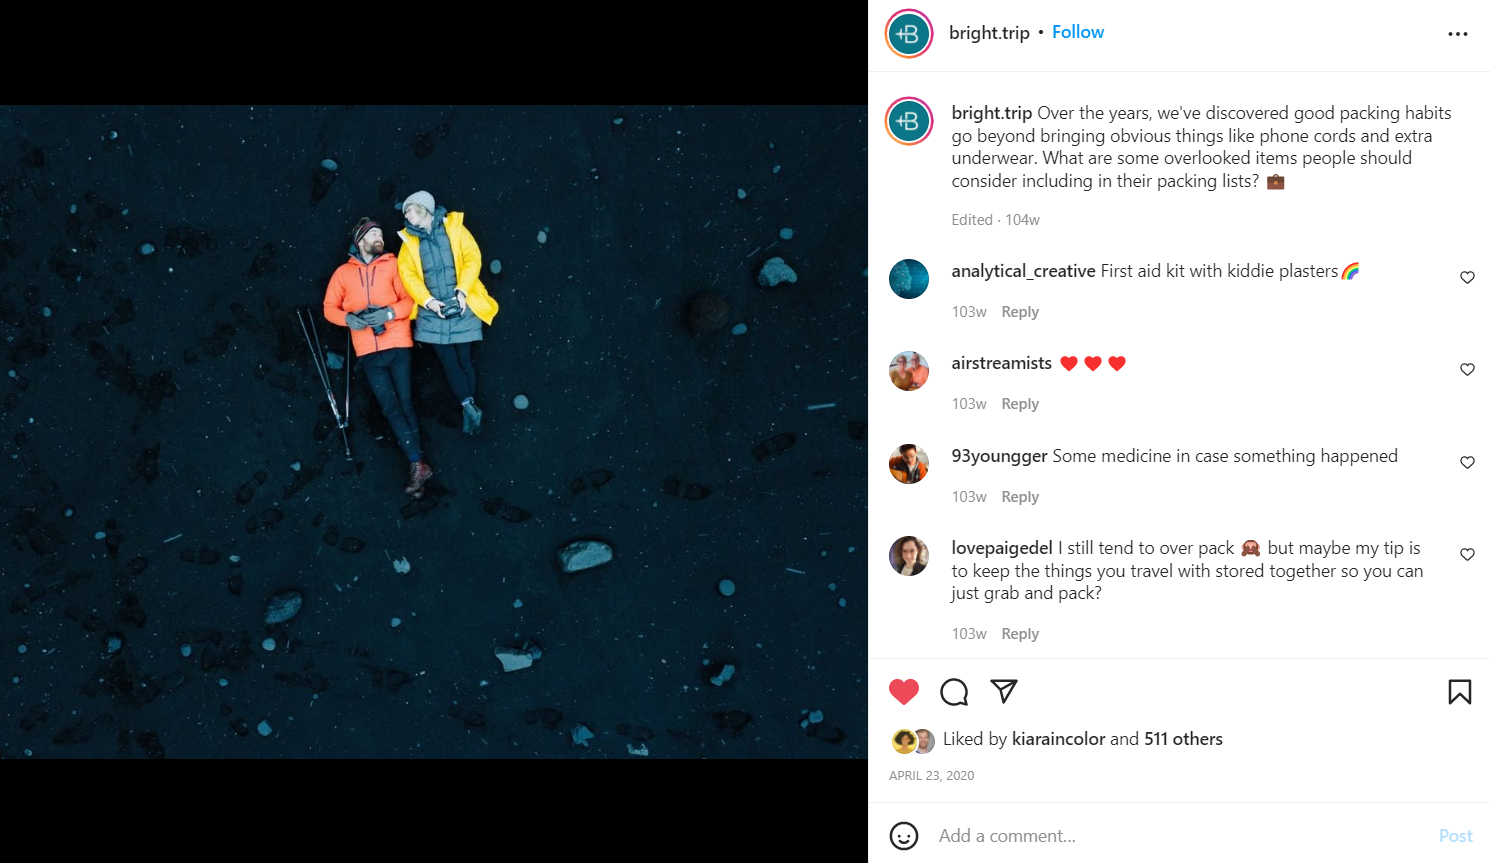 bright.trip • Follow
bright.trip Over the years, we've discovered good packing habits
go beyond bringing obvious things like phone cords and extra
underwear. What are some overlooked items people should
consider including in their packing lists? 💼
Edited · 104w
analytical_creative First aid kit with kiddie plasters🌈
103w Reply
airstreamists ❤️ ❤️ ❤️
103w Reply
93youngger Some medicine in case something happened
103w Reply
lovepaigedel I still tend to over pack 🙈 but maybe my tip is
to keep the things you travel with stored together so you can
just grab and pack?
103w Reply
Liked by kiaraincolor and 511 others
APRIL 23, 2020
Add a comment... Post